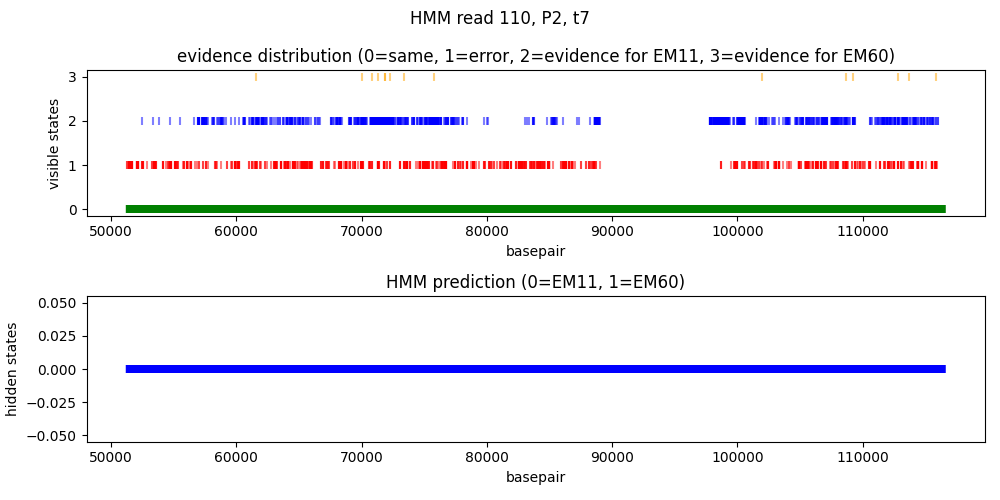 HMM read 110, P2, t7
evidence distribution (0=same, 1=error, 2=evidence for EM11, 3=evidence for EM60)
visible states
3
2
1
0
50000 60000 70000 80000 90000 100000 110000
basepair
HMM prediction (0=EM11, 1=EM60)
hidden states
0.050
0.025
0.000
−0.025
−0.050
50000 60000 70000 80000 90000 100000 110000
basepair